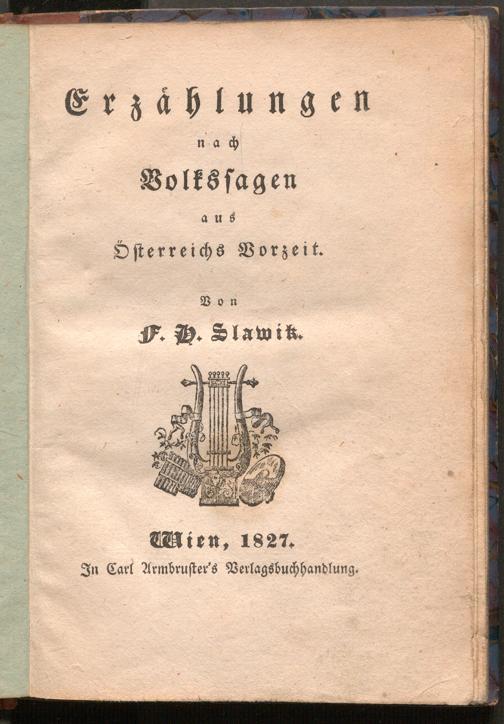 Erzählungen
nach
Volkssagen
aus
Österreichs Vorzeit.
Von
F. H. Slawik.
Wien, 1827.
In Carl Armbruster's Verlagsbuchhandlung.